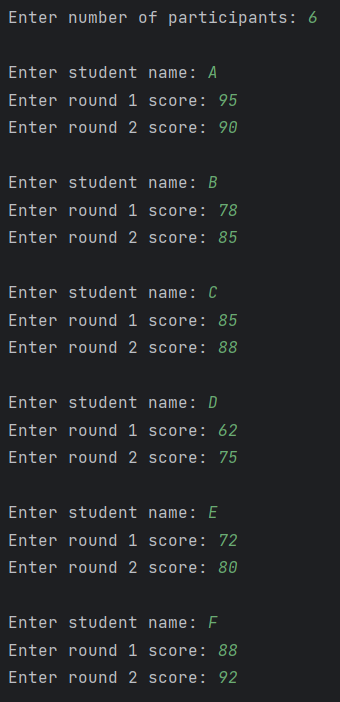 Enter number of participants: 6
Enter student name: A
Enter round 1 score: 95
Enter round 2 score: 90
Enter student name: B
Enter round 1 score: 78
Enter round 2 score: 85
Enter student name: C
Enter round 1 score: 85
Enter round 2 score: 88
Enter student name: D
Enter round 1 score: 62
Enter round 2 score: 75
Enter student name: E
Enter round 1 score: 72
Enter round 2 score: 80
Enter student name: F
Enter round 1 score: 88
Enter round 2 score: 92